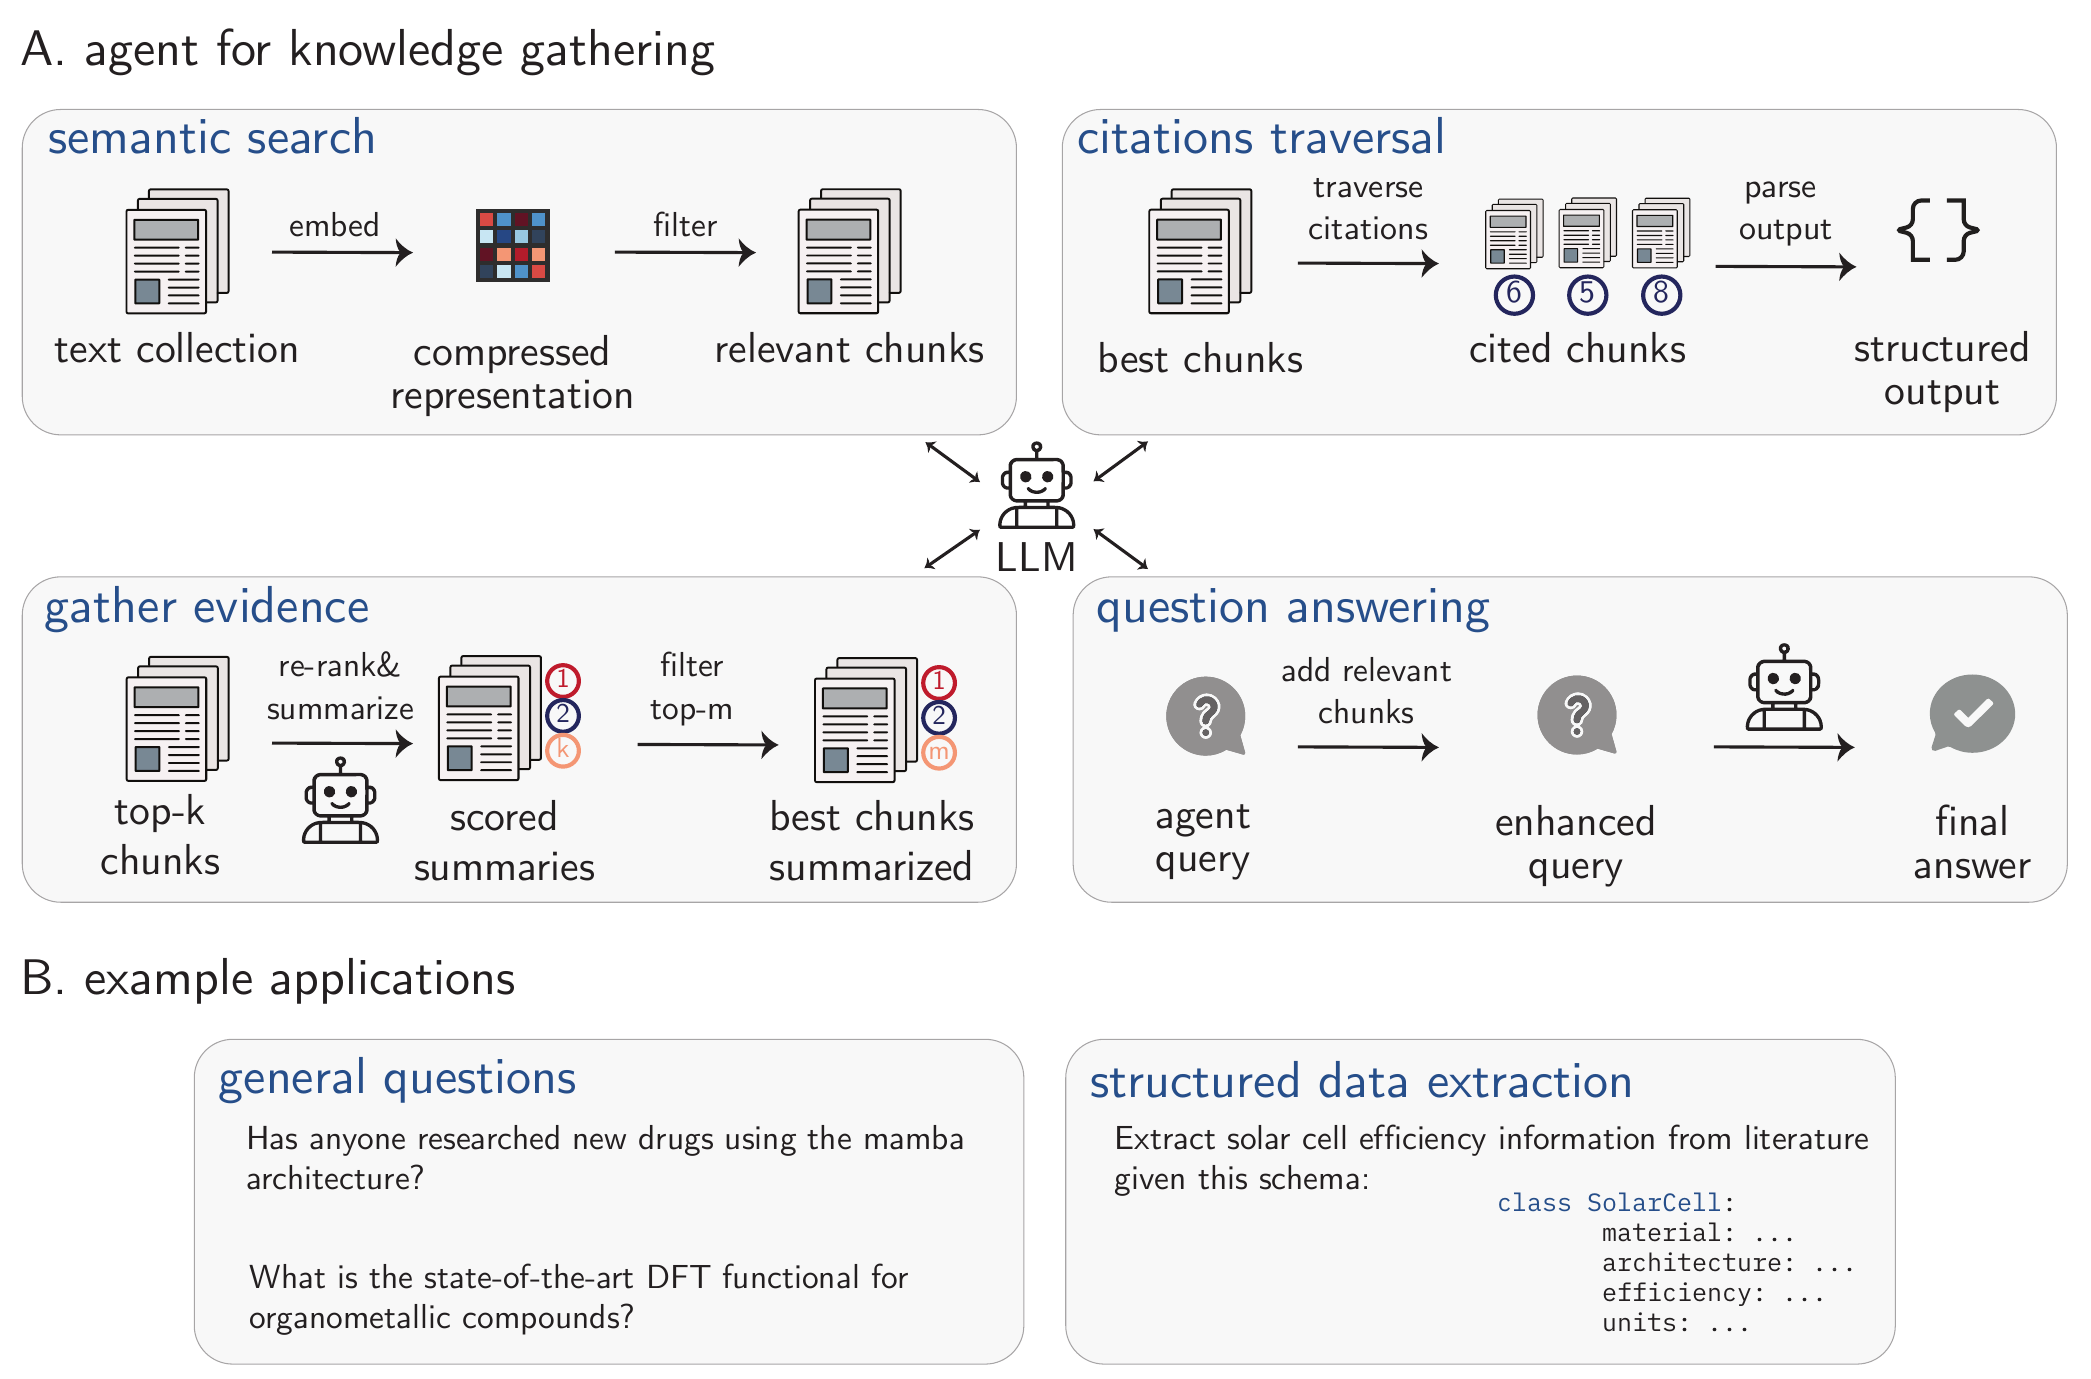 A. agent for knowledge gathering
semantic search
embed
filter
text collection
compressed
representation
relevant chunks
citations traversal
traverse
citations
parse
output
{}
6
5
8
best chunks
cited chunks
structured
output
LLM
gather evidence
re-rank&
summarize
1
2
k
filter
top-m
1
2
m
top-k
chunks
scored
summaries
best chunks
summarized
question answering
add relevant
chunks
?
?
agent
query
enhanced
query
final
answer
B. example applications
general questions
Has anyone researched new drugs using the mamba
architecture?
What is the state-of-the-art DFT functional for
organometallic compounds?
structured data extraction
Extract solar cell efficiency information from literature
given this schema:
class SolarCell:
material: ...
architecture: ...
efficiency: ...
units: ...